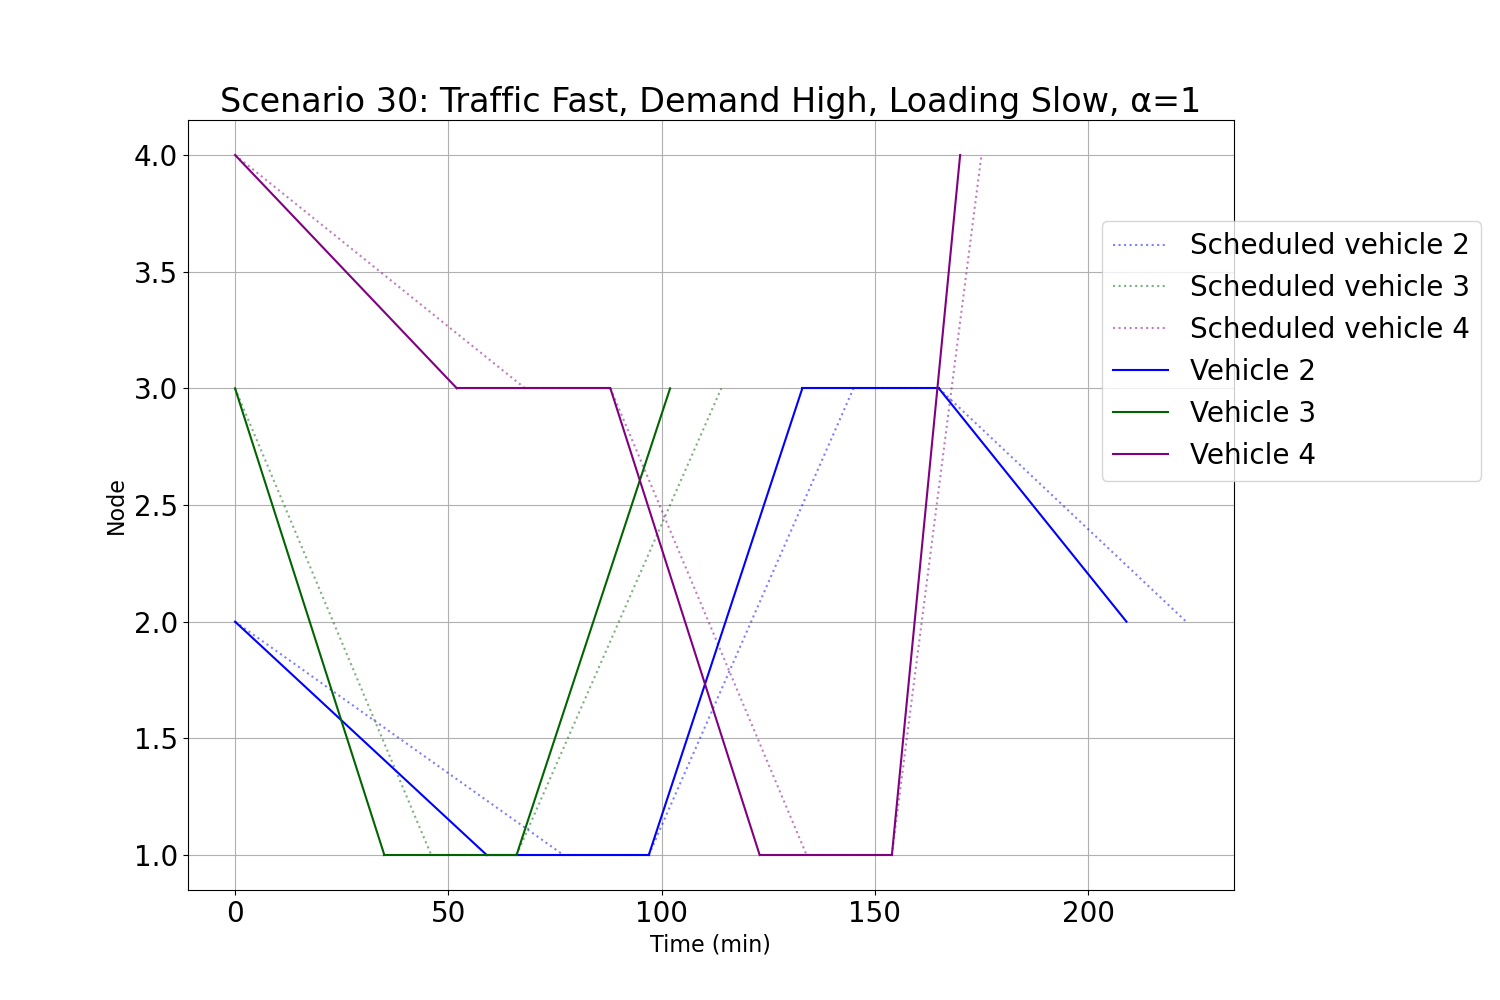 Scenario 30: Traffic Fast, Demand High, Loading Slow, α=1
4.0
3.5
3.0
2.5
2.0
1.5
1.0
Node
0 50 100 150 200
Time (min)
Scheduled vehicle 2
Scheduled vehicle 3
Scheduled vehicle 4
Vehicle 2
Vehicle 3
Vehicle 4